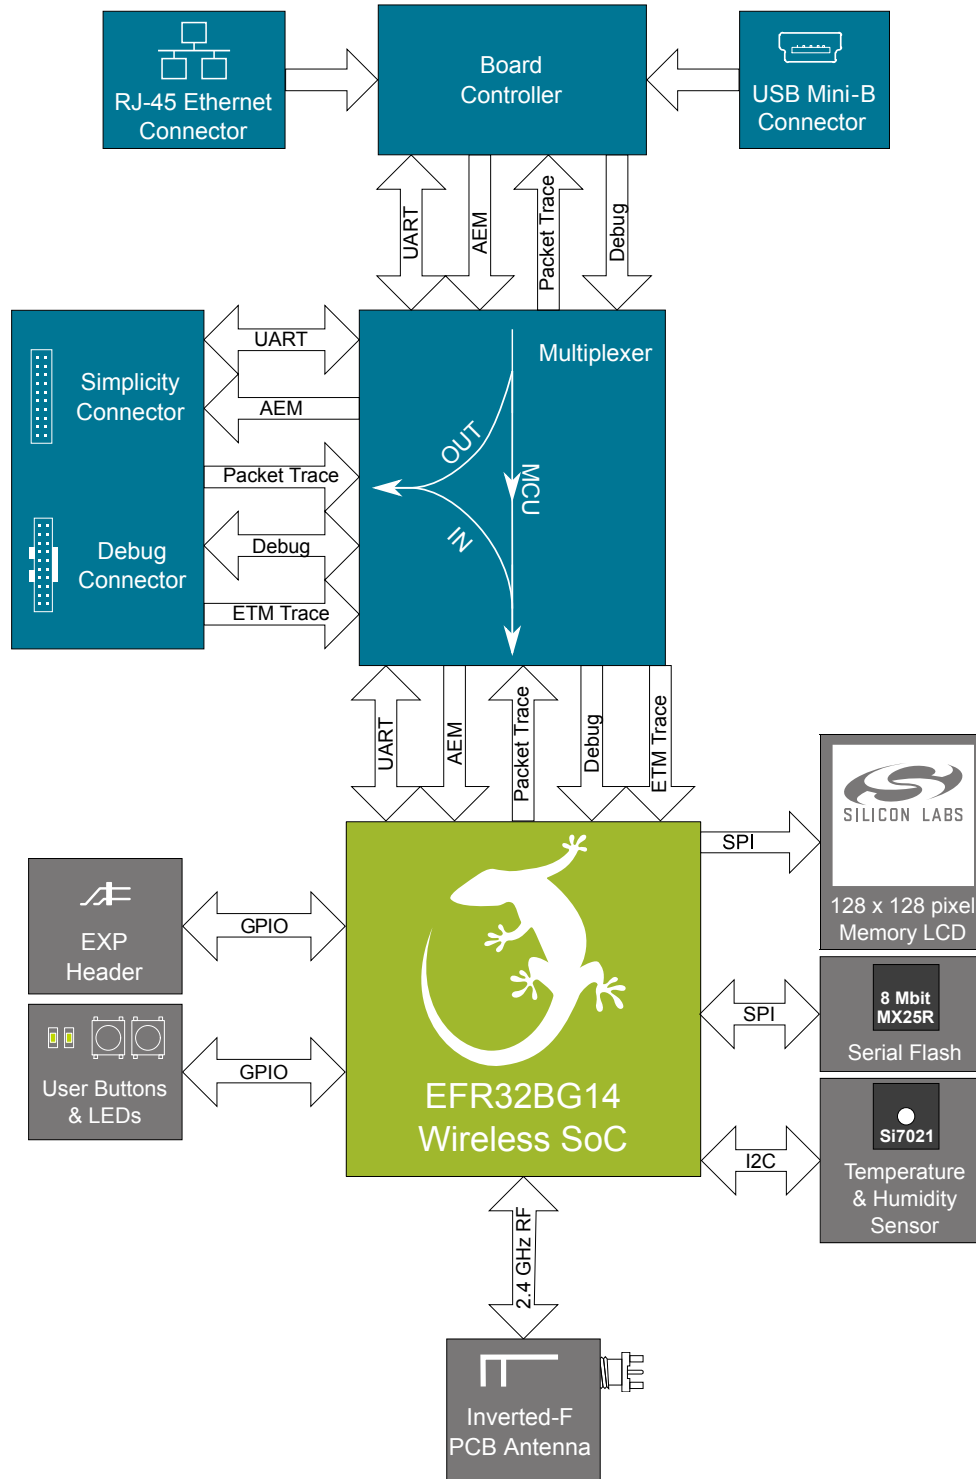 RJ-45 Ethernet
Connector
Board
Controller
USB Mini-B
Connector
UART
AEM
Packet Trace
Debug
Simplicity
Connector
Debug
Connector
UART
AEM
Packet Trace
Debug
ETM Trace
Multiplexer
OUT
IN
MCU
UART
AEM
Packet Trace
Debug
ETM Trace
SILICON LABS
128 x 128 pixel
Memory LCD
SPI
EXP
Header
GPIO
8 Mbit
MX25R
Serial Flash
SPI
User Buttons
& LEDs
GPIO
EFR32BG14
Wireless SoC
Si7021
Temperature
& Humidity
Sensor
I2C
2.4 GHz RF
Inverted-F
PCB Antenna